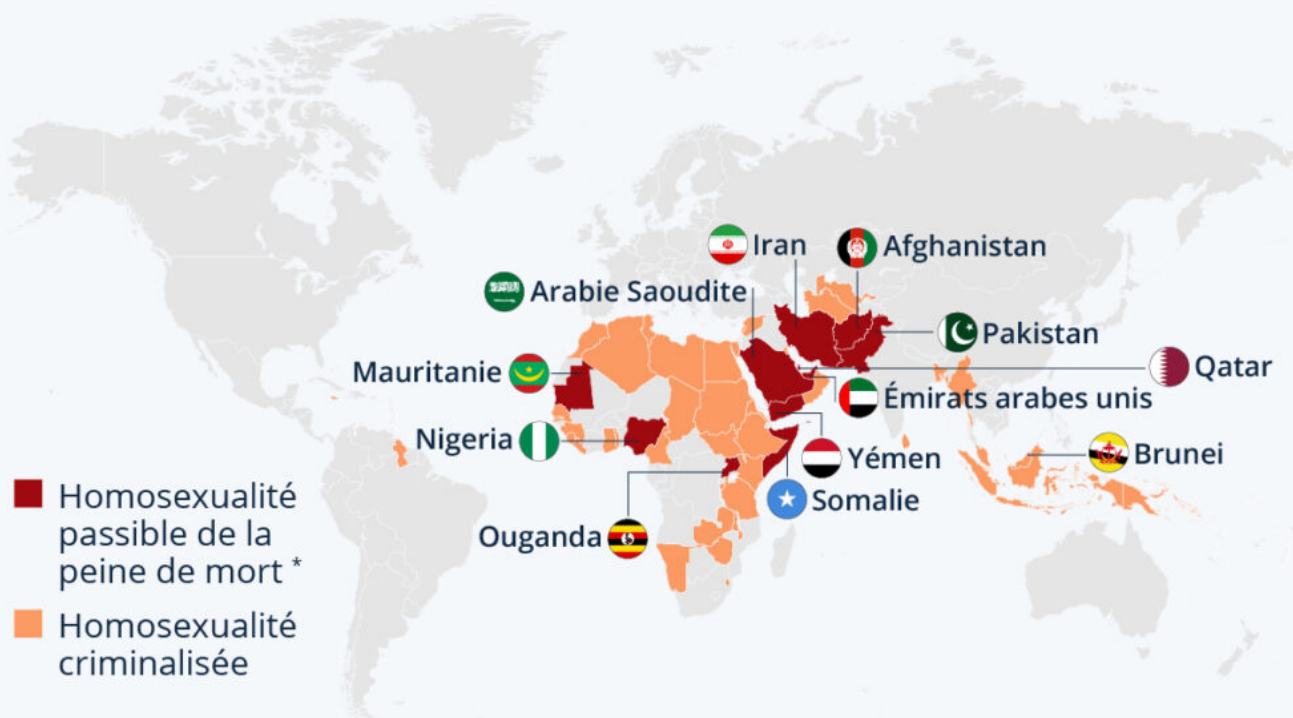 Iran
Afghanistan
Arabie Saoudite
Pakistan
Mauritanie
Qatar
Émirats arabes unis
Nigeria
Yémen
Brunei
Somalie
Ouganda
Homosexualité
passible de la
peine de mort *
Homosexualité
criminalisée